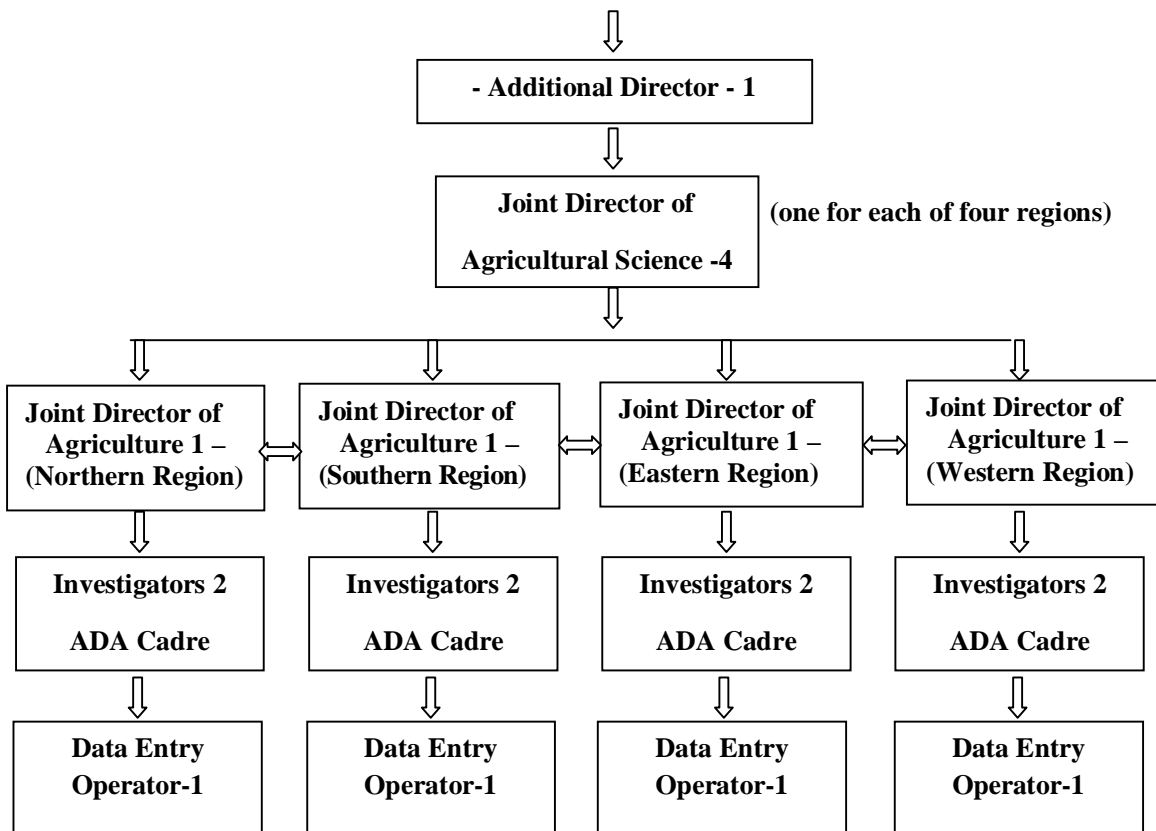 - Additional Director - 1
Joint Director of
Agricultural Science -4
(one for each of four regions)
Joint Director of
Agriculture 1 –
(Northern Region)
Joint Director of
Agriculture 1 –
(Southern Region)
Joint Director of
Agriculture 1 –
(Eastern Region)
Joint Director of
Agriculture 1 –
(Western Region)
Investigators 2
ADA Cadre
Investigators 2
ADA Cadre
Investigators 2
ADA Cadre
Investigators 2
ADA Cadre
Data Entry
Operator-1
Data Entry
Operator-1
Data Entry
Operator-1
Data Entry
Operator-1